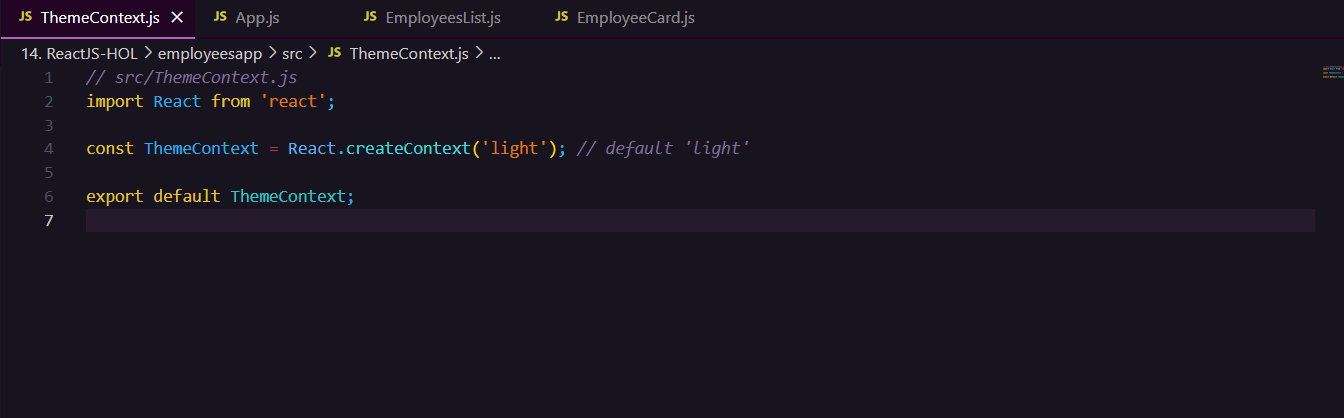 JS ThemeContext.js × JS App.js JS EmployeesList.js JS EmployeeCard.js
14. ReactJS-HOL > employeesapp > src > JS ThemeContext.js > ...
1 // src/ThemeContext.js
2 import React from 'react';
3
4 const ThemeContext = React.createContext('light'); // default 'light'
5
6 export default ThemeContext;
7